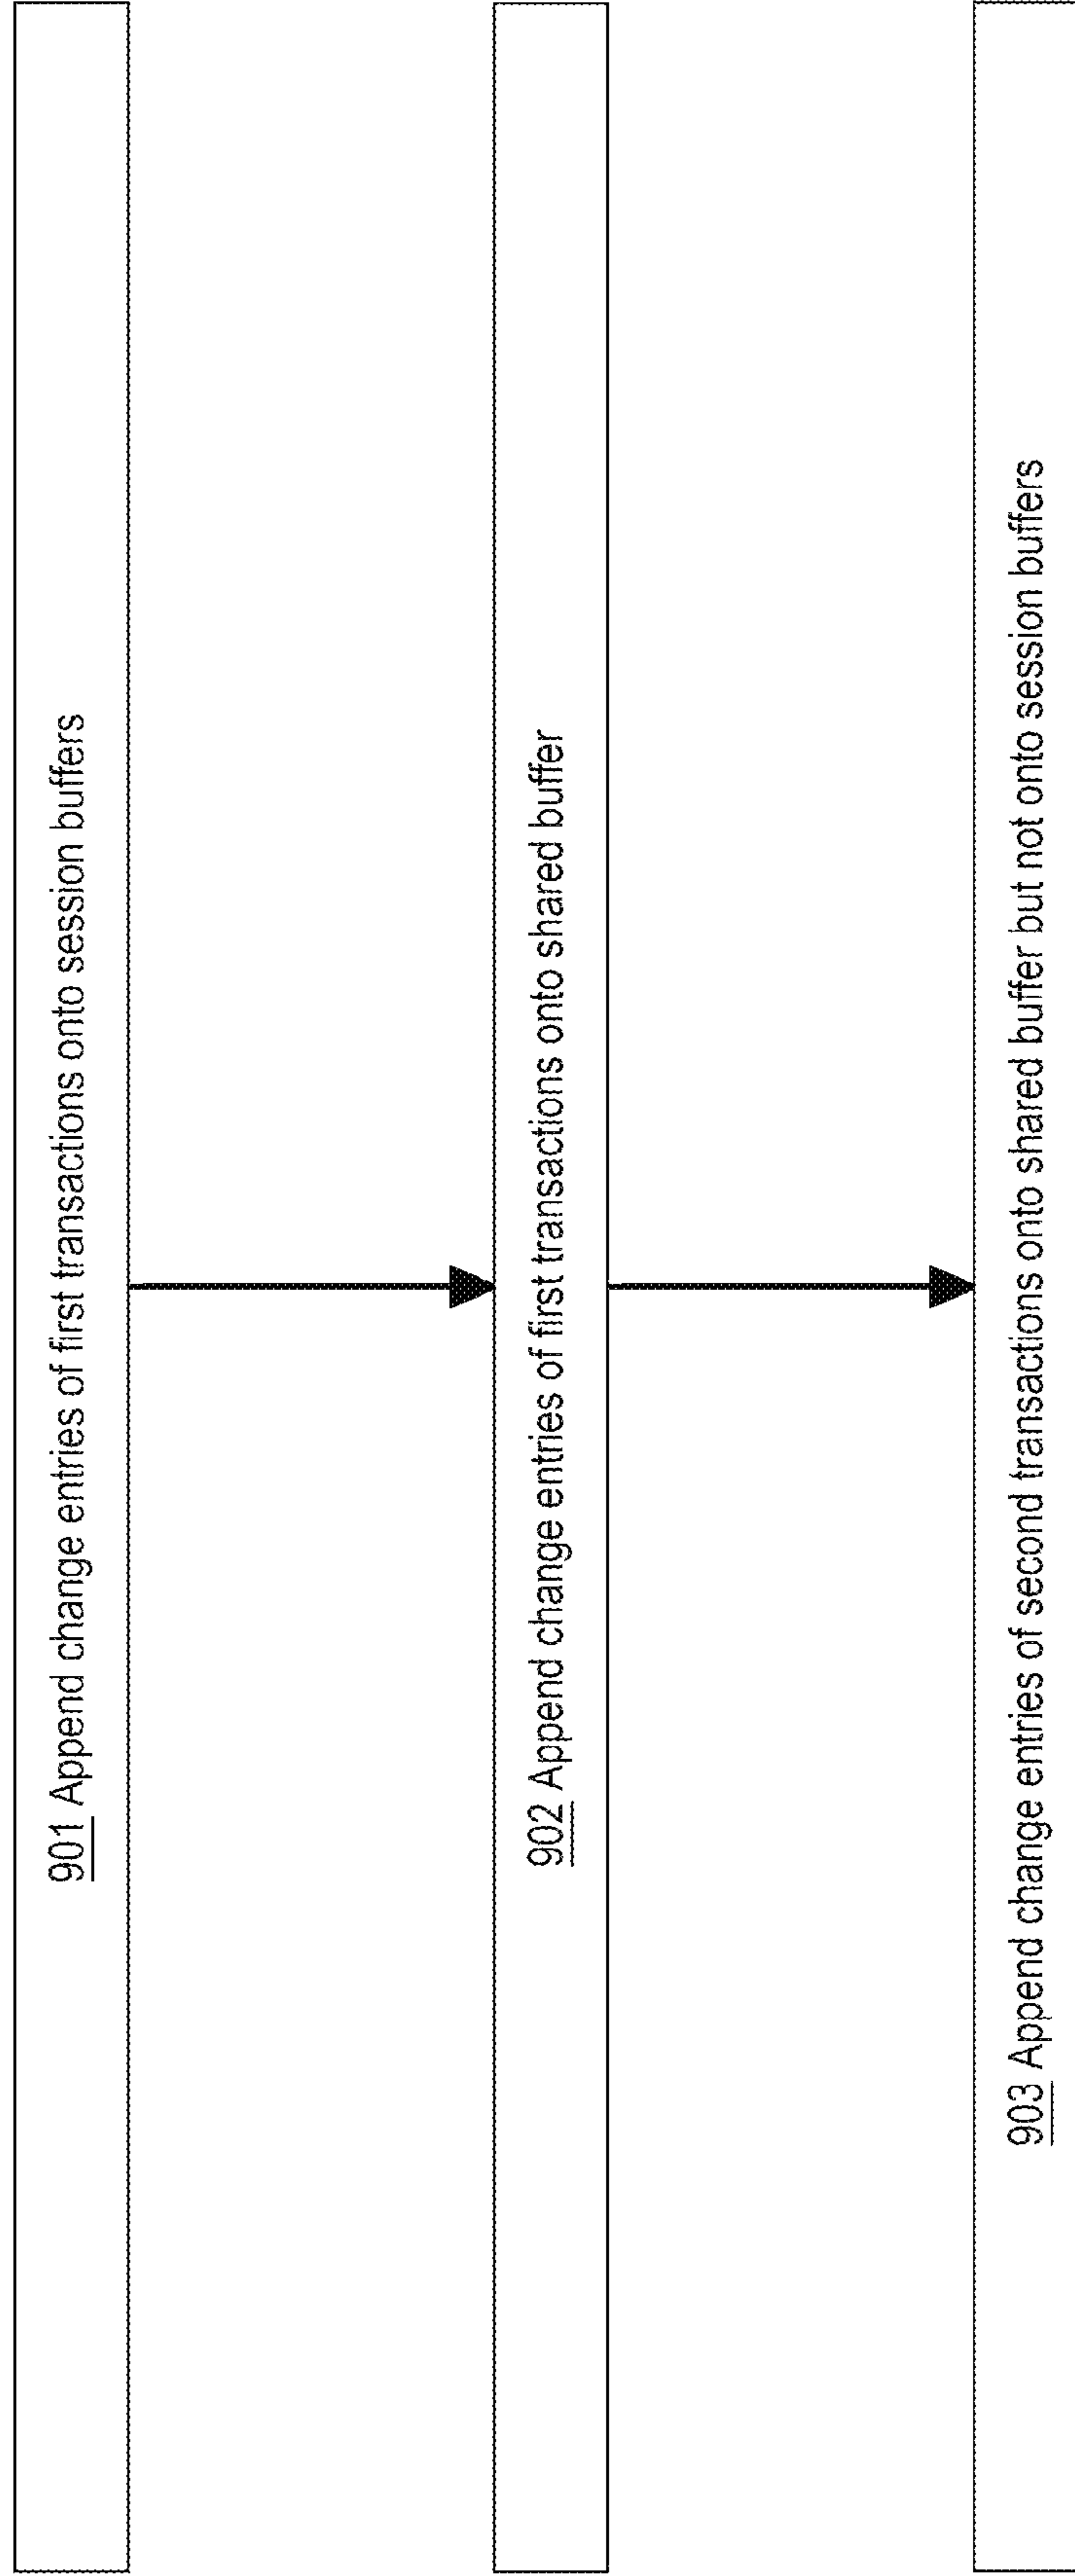 901 Append change entries of first transactions onto session buffers
902 Append change entries of first transactions onto shared buffer
903 Append change entries of second transactions onto shared buffer but not onto session buffers